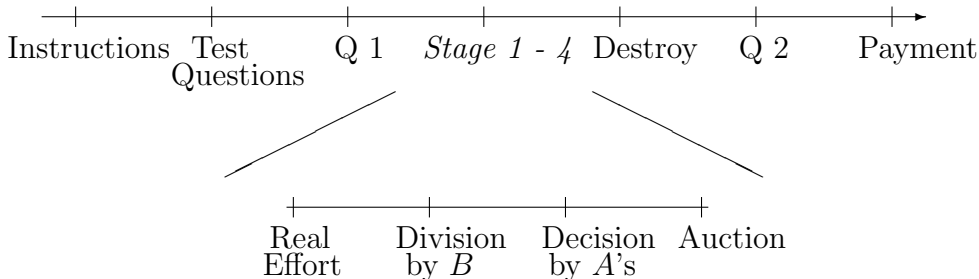 Instructions Test Q 1 Stage 1 - 4 Destroy Q 2 Payment
Questions
Real Division Decision Auction
Effort by B by A's